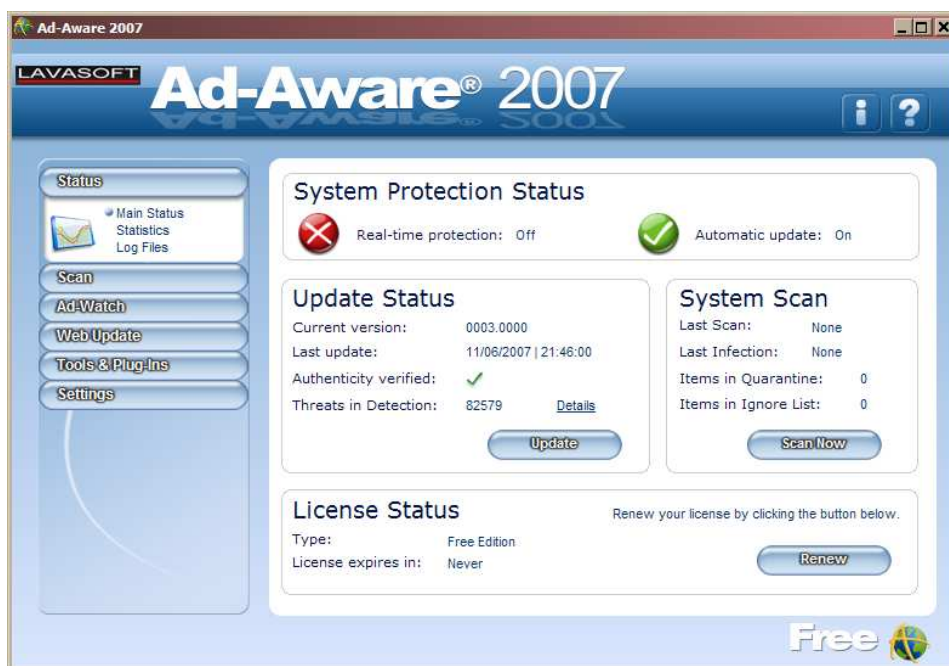 Ad-Aware 2007
LAVASOFT
Ad-Aware® 2007
Status
Main Status
Statistics
Log Files
Scan
Ad-Watch
Web Update
Tools & Plug-Ins
Settings
System Protection Status
Real-time protection: Off
Automatic update: On
Update Status
Current version: 0003.0000
Last update: 11/06/2007 | 21:46:00
Authenticity verified:
Threats in Detection: 82579 Details
Update
System Scan
Last Scan: None
Last Infection: None
Items in Quarantine: 0
Items in Ignore List: 0
Scan Now
License Status
Renew your license by clicking the button below.
Type: Free Edition
License expires in: Never
Renew
Free